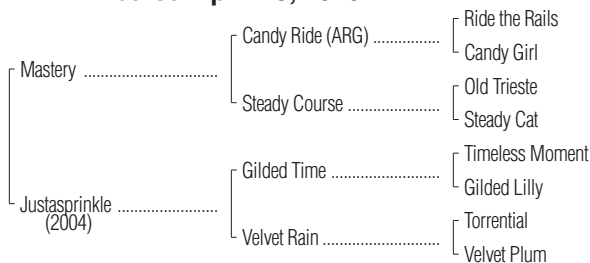 Candy Ride (ARG)
Ride the Rails
Candy Girl
Mastery
Steady Course
Old Trieste
Steady Cat
Gilded Time
Timeless Moment
Gilded Lilly
Justasprinkle
(2004)
Velvet Rain
Torrential
Velvet Plum